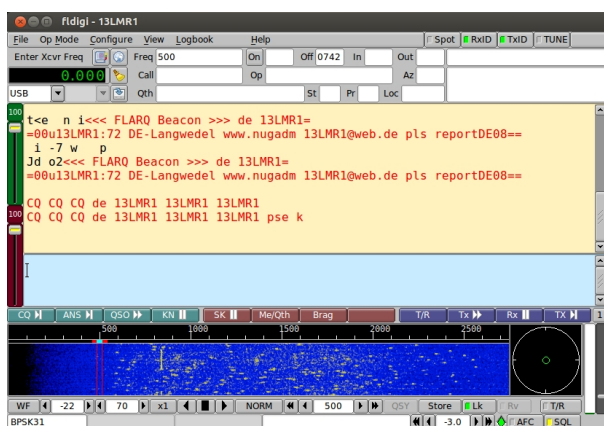 fldigi - 13LMR1
File Op Mode Configure View Logbook Help Spot RxID TxID TUNE
Enter Xcvr Freq Freq 500 On Off 0742 In Out
0.000 Call Op Az
USB Qth St Pr Loc
100
t<e n i<<< FLARQ Beacon >>> de 13LMR1=
=00u13LMR1:72 DE-Langwedel www.nugadm 13LMR1@web.de pls reportDE08==
i -7 w p
Jd o2<<< FLARQ Beacon >>> de 13LMR1=
=00u13LMR1:72 DE-Langwedel www.nugadm 13LMR1@web.de pls reportDE08==
CQ CQ CQ de 13LMR1 13LMR1 13LMR1
100
CQ CQ CQ de 13LMR1 13LMR1 13LMR1 pse k
CQ ANS QSO KN SK Me/Qth Brag T/R Tx Rx TX 1
500 1000 1500 2000 2500
WF -22 70 x1 NORM 500 QSY Store Lk Rv T/R
BPSK31 -3.0 AFC SQL